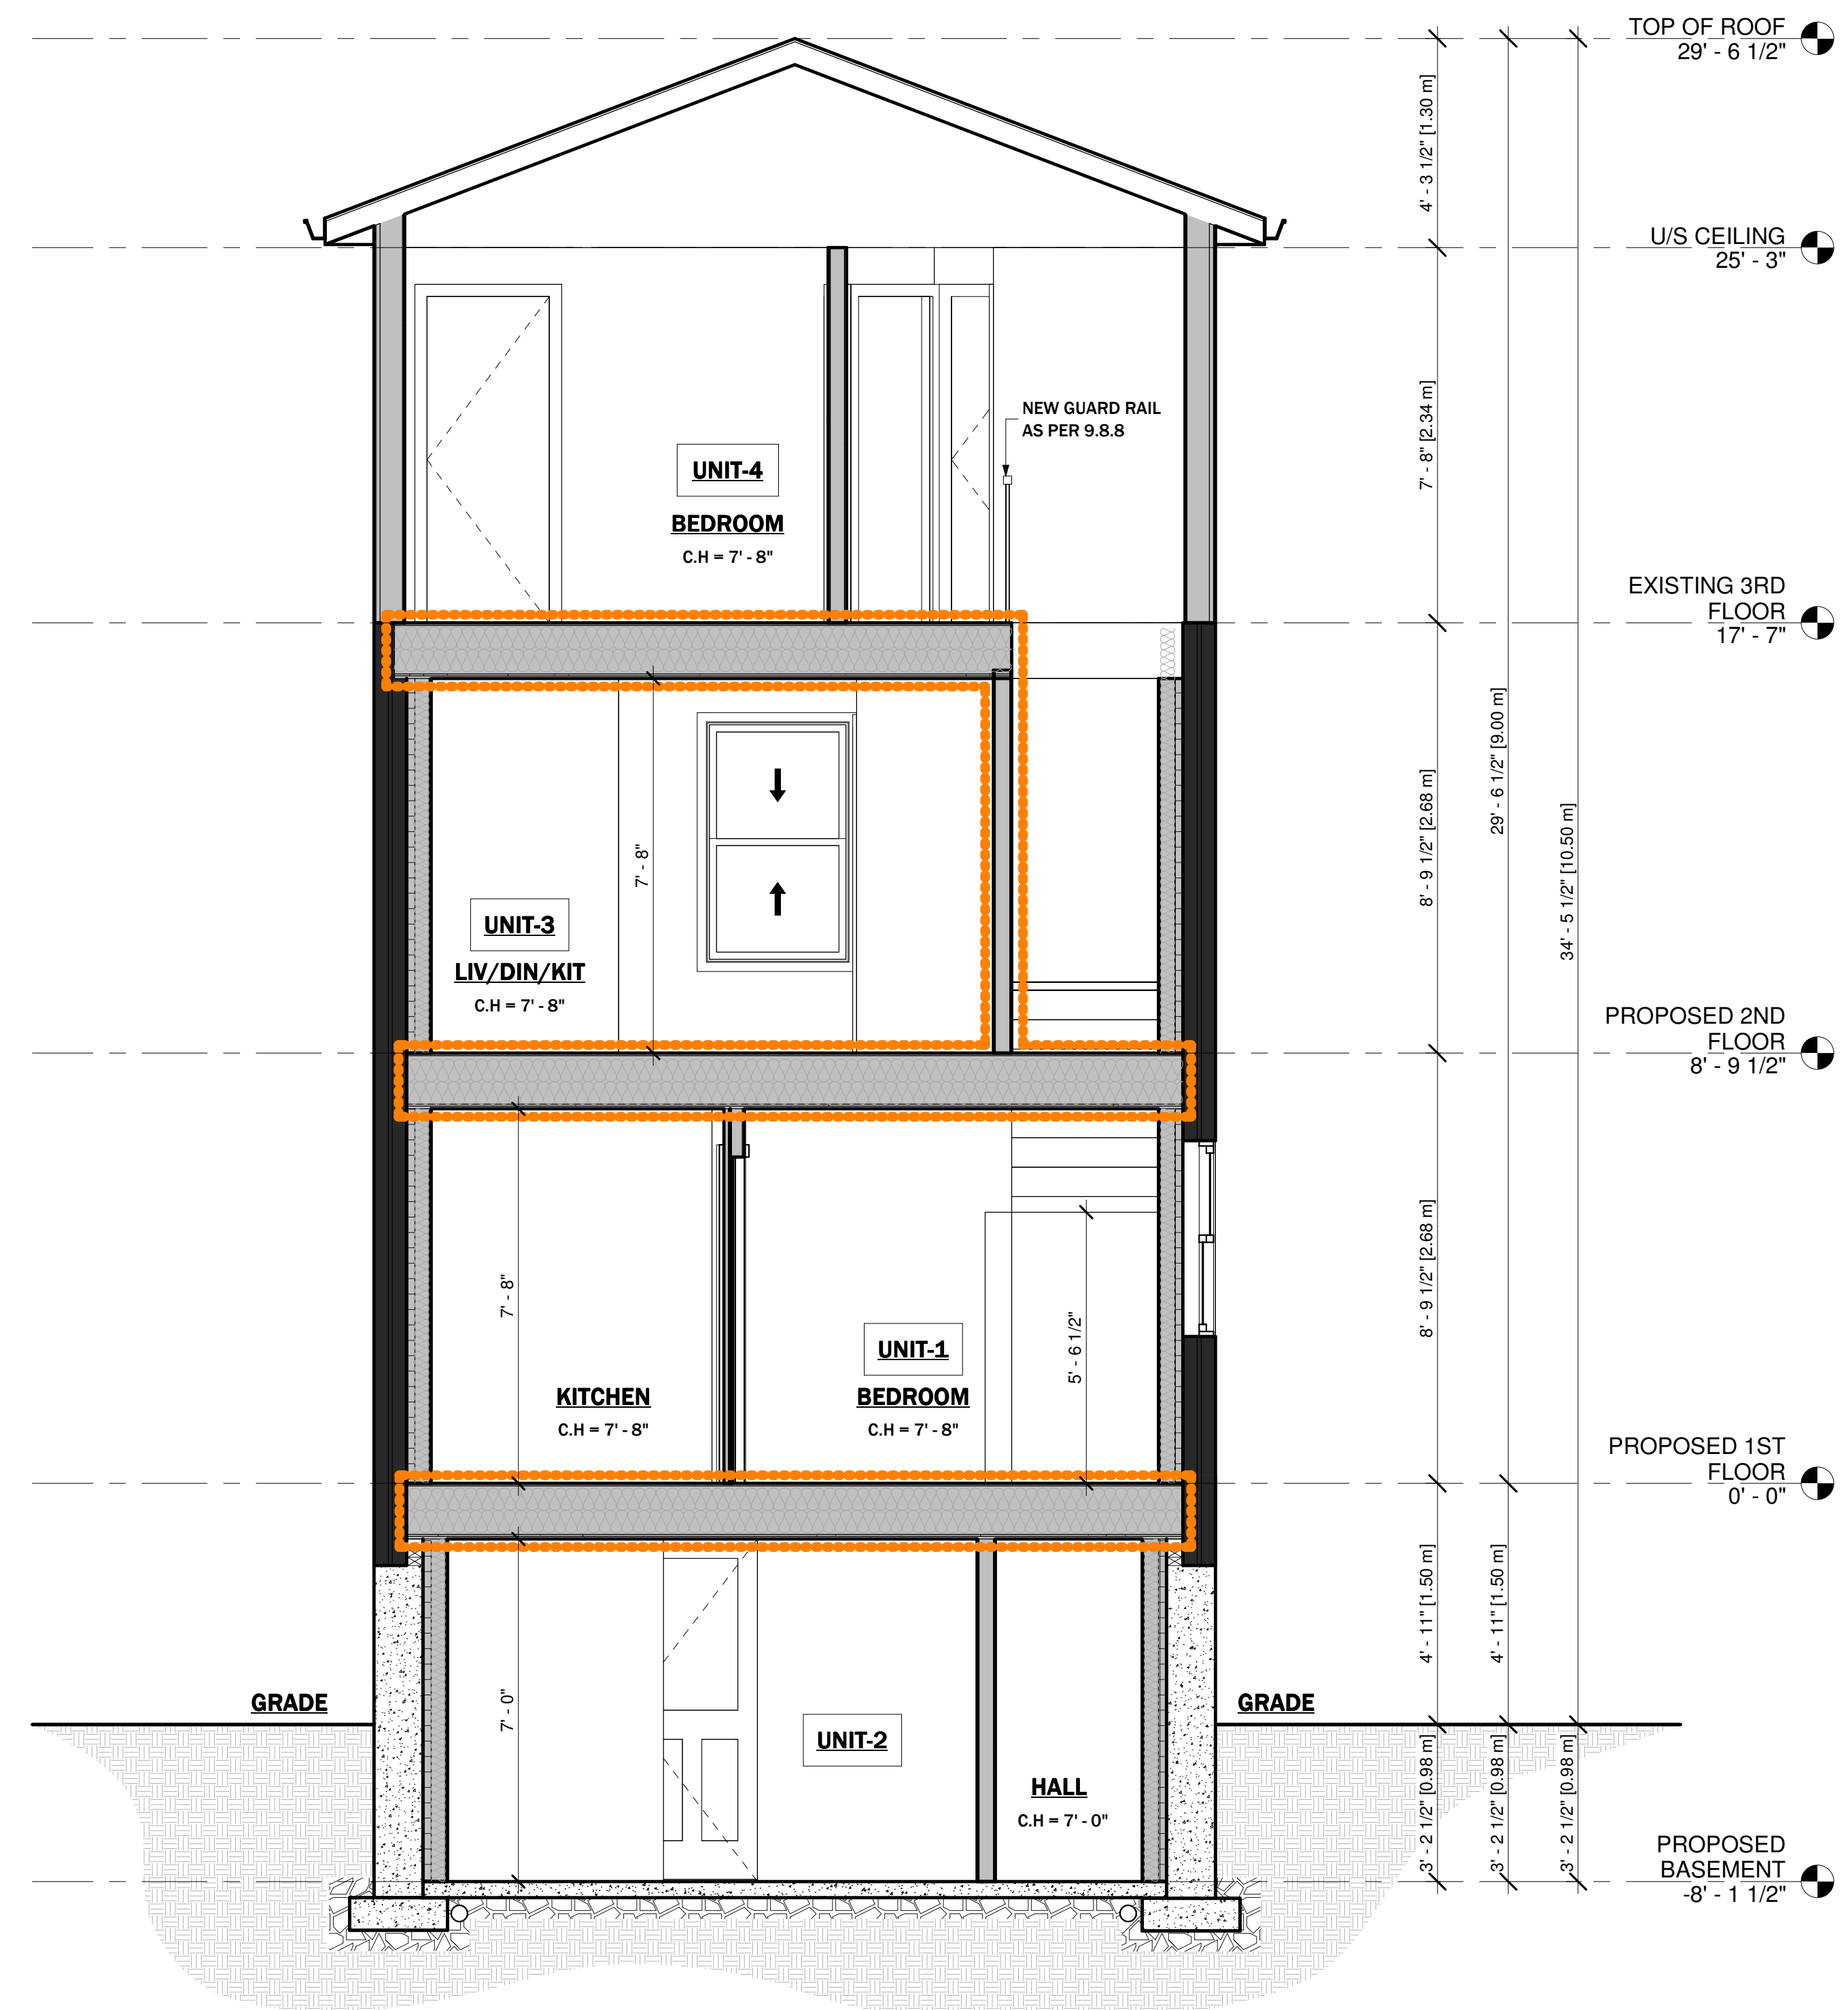 TOP OF ROOF
29' - 6 1/2"
4' - 3 1/2" [1.30 m]
U/S CEILING
25' - 3"
NEW GUARD RAIL
AS PER 9.8.8
7' - 8" [2.34 m]
UNIT-4
BEDROOM
C.H = 7' - 8"
EXISTING 3RD
FLOOR
17' - 7"
29' - 6 1/2" [9.00 m]
8' - 9 1/2" [2.68 m]
34' - 5 1/2" [10.50 m]
7' - 8"
UNIT-3
LIV/DIN/KIT
C.H = 7' - 8"
PROPOSED 2ND
FLOOR
8' - 9 1/2"
8' - 9 1/2" [2.68 m]
7' - 8"
5' - 6 1/2"
UNIT-1
KITCHEN
BEDROOM
C.H = 7' - 8"
C.H = 7' - 8"
PROPOSED 1ST
FLOOR
0' - 0"
4' - 11" [1.50 m]
4' - 11" [1.50 m]
GRADE
GRADE
7' - 0"
UNIT-2
HALL
C.H = 7' - 0"
3' - 2 1/2" [0.98 m]
3' - 2 1/2" [0.98 m]
3' - 2 1/2" [0.98 m]
PROPOSED
BASEMENT
-8' - 1 1/2"